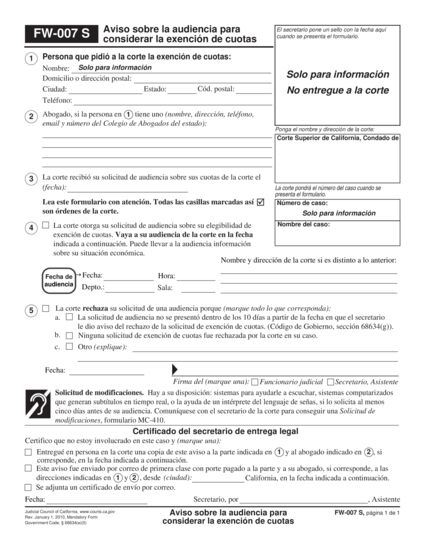 FW-007 S
Aviso sobre la audiencia para
considerar la exención de cuotas
El secretario pone un sello con la fecha aquí
cuando se presenta el formulario.
Solo para información
No entregue a la corte
1 Persona que pidió a la corte la exención de cuotas:
Nombre: Solo para información
Domicilio o dirección postal:
Ciudad: Estado: Cód. postal:
Teléfono:
2 Abogado, si la persona en 1 tiene uno (nombre, dirección, teléfono,
email y número del Colegio de Abogados del estado):
Ponga el nombre y dirección de la corte:
Corte Superior de California, Condado de
3 La corte recibió su solicitud de audiencia sobre sus cuotas de la corte el
(fecha):
La corte pondrá el número del caso cuando se
presenta el formulario.
Número de caso:
Solo para información
Nombre del caso:
Lea este formulario con atención. Todas las casillas marcadas así ☑
son órdenes de la corte.
4 ☐ La corte otorga su solicitud de audiencia sobre su elegibilidad de
exención de cuotas. Vaya a su audiencia de la corte en la fecha
indicada a continuación. Puede llevar a la audiencia información
sobre su situación económica.
Nombre y dirección de la corte si es distinto a lo anterior:
Fecha de audiencia
Fecha: Hora:
Depto.: Sala:
5 ☐ La corte rechaza su solicitud de una audiencia porque (marque todo lo que corresponda):
a. ☐ La solicitud de audiencia no se presentó dentro de los 10 días a partir de la fecha en que el secretario
le dio aviso del rechazo de la solicitud de exención de cuotas. (Código de Gobierno, sección 68634(g)).
b. ☐ Ninguna solicitud de exención de cuotas fue rechazada por la corte en su caso.
c. ☐ Otro (explique):
Fecha:
Firma del (marque una): ☐ Funcionario judicial ☐ Secretario, Asistente
Solicitud de modificaciones. Hay a su disposición: sistemas para ayudarle a escuchar, sistemas computarizados
que generan subtítulos en tiempo real, o la ayuda de un intérprete del lenguaje de señas, si lo solicita al menos
cinco días antes de su audiencia. Comuníquese con el secretario de la corte para conseguir una Solicitud de
modificaciones, formulario MC-410.
Certificado del secretario de entrega legal
Certifico que no estoy involucrado en este caso y (marque una):
☐ Entregué en persona en la corte una copia de este aviso a la parte indicada en 1 y al abogado indicado en 2, si
corresponde, en la fecha indicada a continuación.
☐ Este aviso fue enviado por correo de primera clase con porte pagado a la parte y a su abogado, si corresponde, a las
direcciones indicadas en 1 y 2, desde (ciudad): California, en la fecha indicada a continuación.
☐ Se adjunta un certificado de envío por correo.
Fecha: Secretario, por , Asistente
Judicial Council of California, www.courts.ca.gov
Rev. January 1, 2010, Mandatory Form
Government Code, § 68634(e)(5)
Aviso sobre la audiencia para
considerar la exención de cuotas
FW-007 S, página 1 de 1